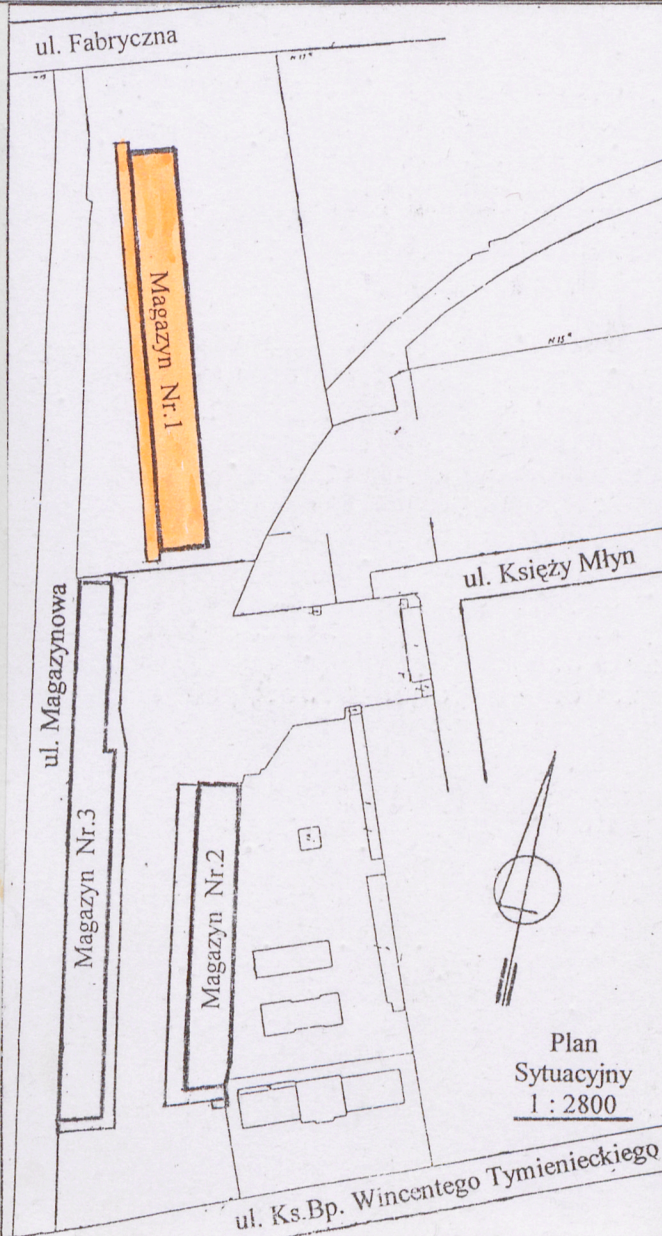 ul. Fabryczna
Magazyn Nr.1
ul. Księży Młyn
ul. Magazynowa
Magazyn Nr.3
Magazyn Nr.2
Plan
Sytuacyjny
1 : 2800
ul. Ks.Bp. Wincentego Tymienieckiego